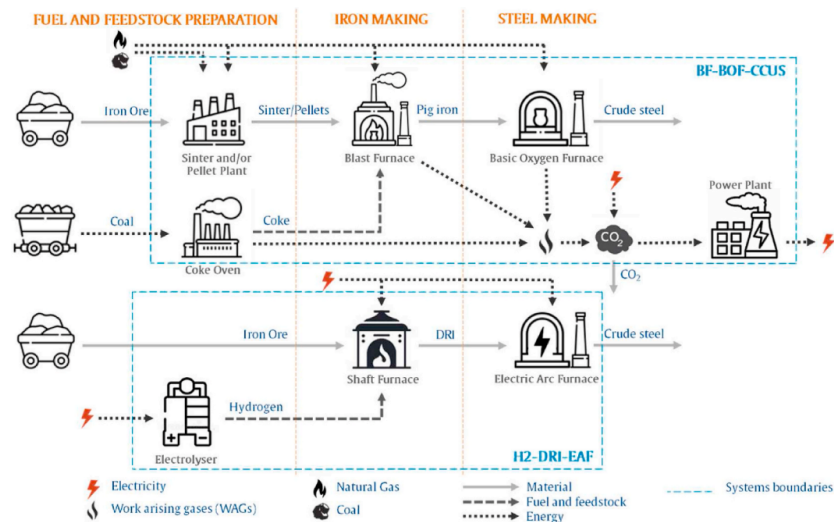 FUEL AND FEEDSTOCK PREPARATION
IRON MAKING
STEEL MAKING
BF-BOF-CCUS
Iron Ore
Sinter/Pellets
Pig iron
Crude steel
Sinter and/or
Pellet Plant
Blast Furnace
Basic Oxygen Furnace
Power Plant
Coal
Coke
CO₂
Coke Oven
CO₂
Iron Ore
DRI
Crude steel
Shaft Furnace
Electric Arc Furnace
Hydrogen
Electrolyser
H2-DRI-EAF
Electricity
Natural Gas
Material
Systems boundaries
Work arising gases (WAGs)
Coal
Fuel and feedstock
Energy